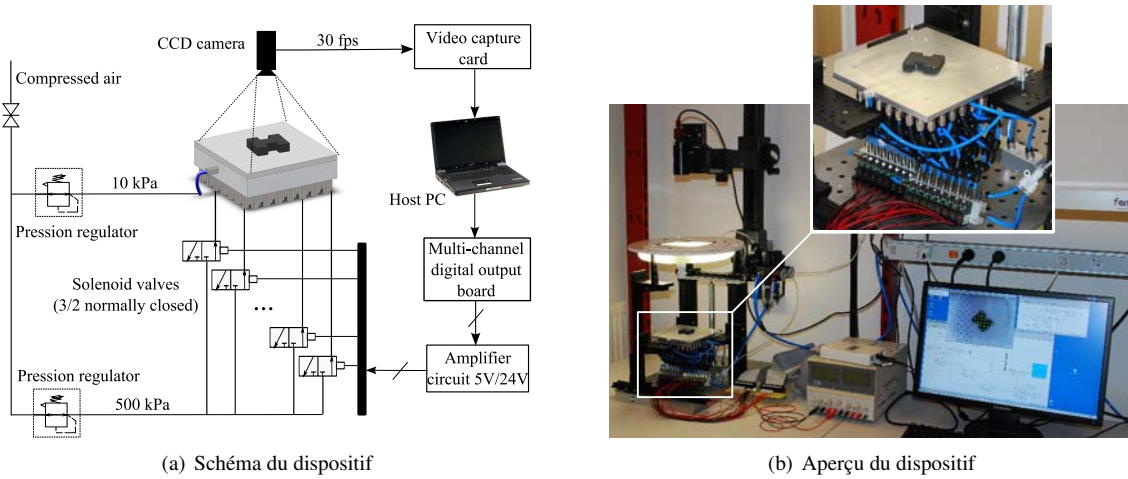 CCD camera
30 fps
Video capture
card
Compressed air
10 kPa
Host PC
Pression regulator
Multi-channel
digital output
board
Solenoid valves
(3/2 normally closed)
...
Amplifier
circuit 5V/24V
Pression regulator
500 kPa
(a) Schéma du dispositif
(b) Aperçu du dispositif